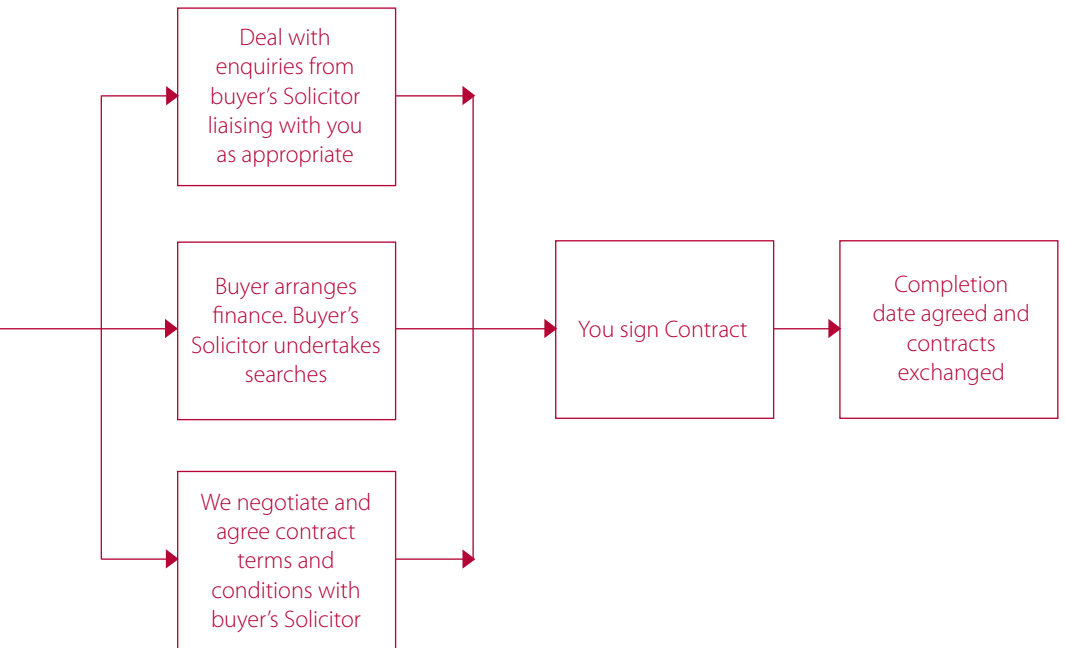 Deal with
enquiries from
buyer’s Solicitor
liaising with you
as appropriate
Buyer arranges
finance. Buyer’s
Solicitor undertakes
searches
We negotiate and
agree contract
terms and
conditions with
buyer’s Solicitor
You sign Contract
Completion
date agreed and
contracts
exchanged